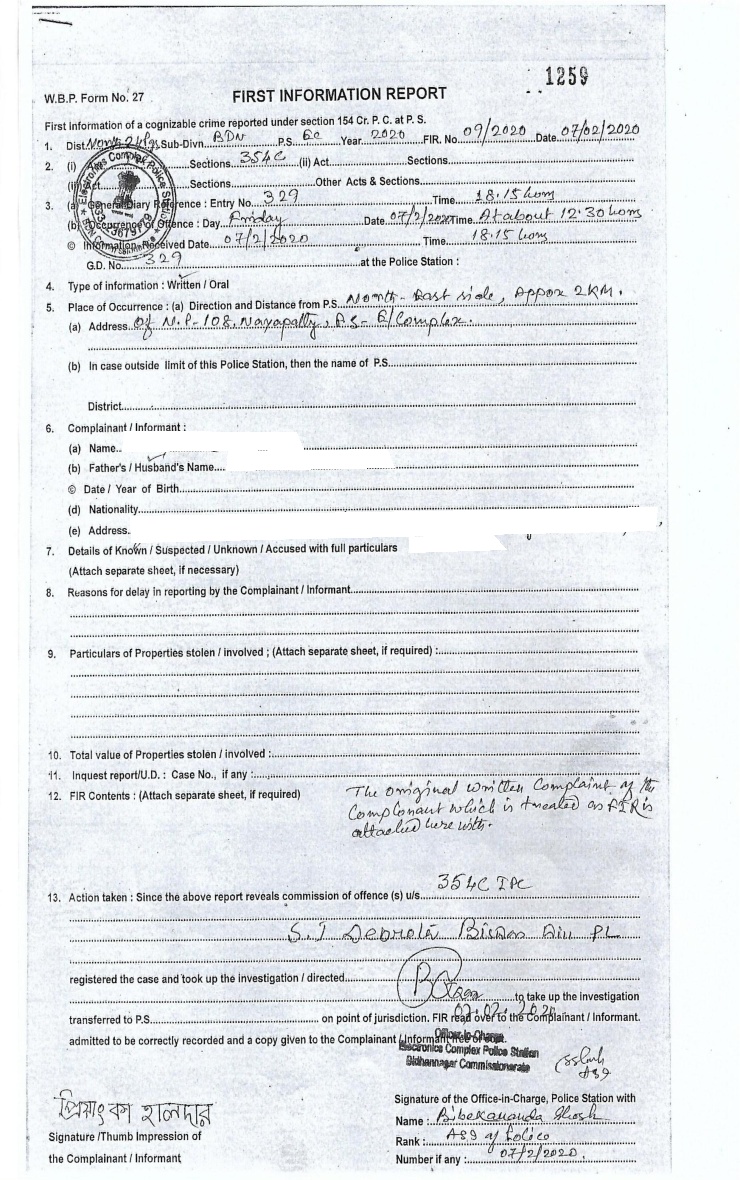 1259
W.B.P. Form No. 27 FIRST INFORMATION REPORT
First information of a cognizable crime reported under section 154 Cr. P. C. at P. S.
1. Dist. Sub-Divn. BDN P.S. EC Year 2020 FIR. No. 09/2020 Date 07/02/2020
2. (i) Sections 354C (ii) Act Sections
Act Sections Other Acts & Sections
3. (a) General Diary Reference : Entry No. 329 Time 18.15 hours
(b) Occurrence of Offence : Day Friday Date 07/2/2020 Time At about 12.30 hours
© Information Received Date 07/2/2020 Time 18.15 hours
G.D. No. 329 at the Police Station :
4. Type of information : Written / Oral
5. Place of Occurrence : (a) Direction and Distance from P.S. North-East side, Appox 2KM.
(a) Address Of N.P-108, Nayapatty, P.S- E/Complex.
(b) In case outside limit of this Police Station, then the name of P.S.
District
6. Complainant / Informant :
(a) Name..
(b) Father's / Husband's Name....
© Date / Year of Birth
(d) Nationality
(e) Address.
7. Details of Known / Suspected / Unknown / Accused with full particulars
(Attach separate sheet, if necessary)
8. Reasons for delay in reporting by the Complainant / Informant
9. Particulars of Properties stolen / involved ; (Attach separate sheet, if required) :
10. Total value of Properties stolen / involved :
11. Inquest report/U.D. : Case No., if any :
12. FIR Contents : (Attach separate sheet, if required) The original written Complaint of the
Complonant which is treated as FIR is
attached here with.
13. Action taken : Since the above report reveals commission of offence (s) u/s 354C IPC
S.I
registered the case and took up the investigation / directed
to take up the investigation
transferred to P.S. on point of jurisdiction. FIR read over to the Complainant / Informant.
admitted to be correctly recorded and a copy given to the Complainant / Informant free of cost.
Officer-in-Charge
Electronics Complex Police Station
Bidhannagar Commissionerate
প্রিয়াংকা হালদার
Signature /Thumb Impression of
the Complainant / Informant
Signature of the Office-in-Charge, Police Station with
Name : Bibekananda Ghosh
Rank : ASI of Police
Number if any : 07/2/2020.